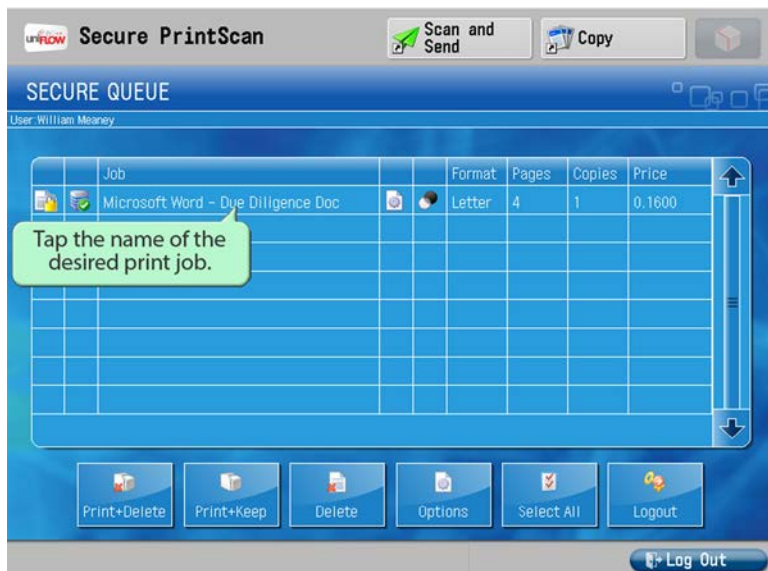 uniFLOW Secure PrintScan
Scan and
Send
Copy
SECURE QUEUE
User:William Meaney
Job Format Pages Copies Price
Microsoft Word - Due Diligence Doc Letter 4 1 0.1600
Tap the name of the
desired print job.
Print+Delete Print+Keep Delete Options Select All Logout
Log Out